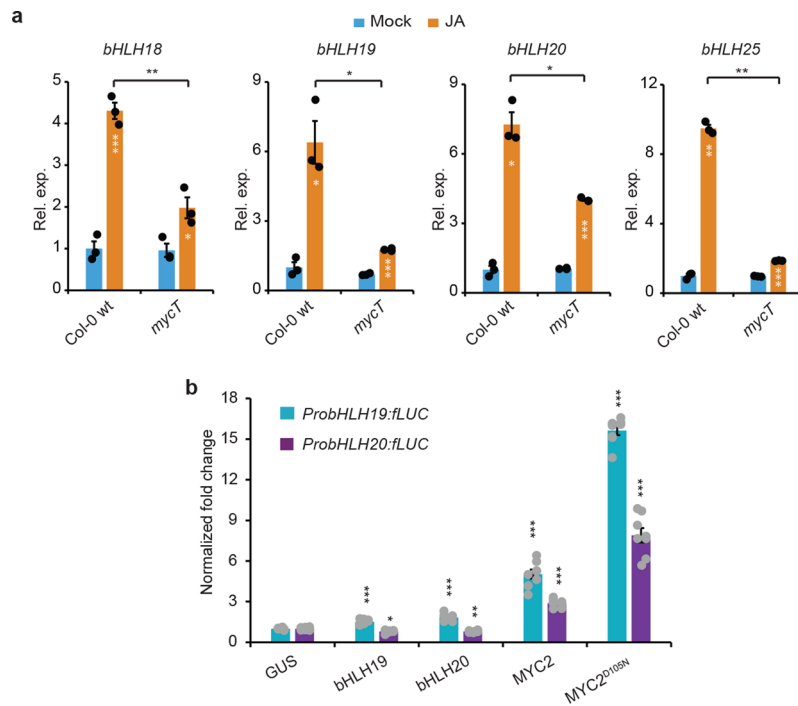 a
Mock JA
bHLH18 bHLH19 bHLH20 bHLH25
Rel. exp.
5
4
3
2
1
0
**
***
*
Col-0 wt mycT
Rel. exp.
9
6
3
0
*
*
***
Col-0 wt mycT
Rel. exp.
9
6
3
0
*
*
***
Col-0 wt mycT
Rel. exp.
12
9
6
3
0
**
**
***
Col-0 wt mycT
b
ProbHLH19:fLUC
ProbHLH20:fLUC
Normalized fold change
18
15
12
9
6
3
0
*** * *** ** *** *** *** ***
GUS bHLH19 bHLH20 MYC2 MYC2D105N